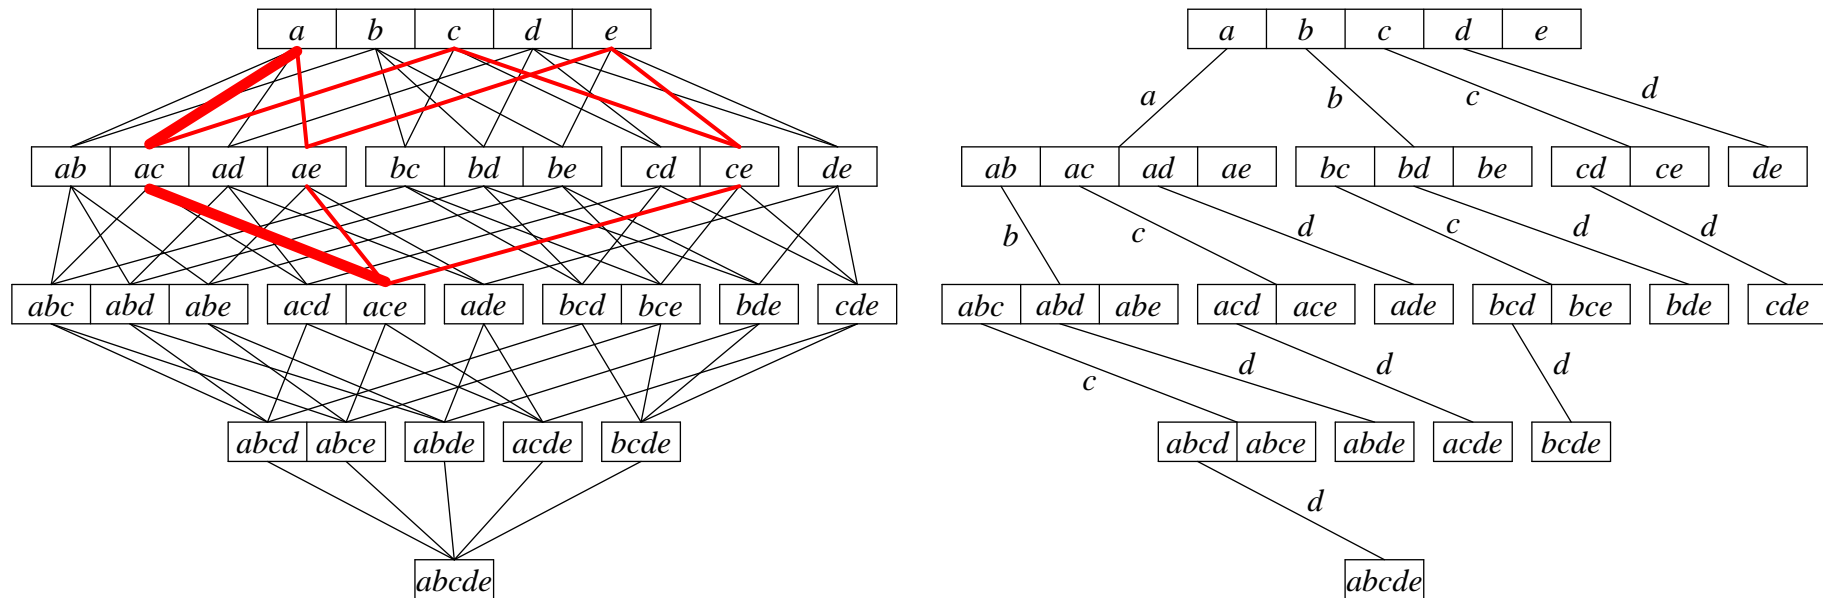 a b c d e
ab ac ad ae bc bd be cd ce de
abc abd abe acd ace ade bcd bce bde cde
abcd abce abde acde bcde
abcde
a b c d e
a b c d
ab ac ad ae bc bd be cd ce de
b c d c d d
abc abd abe acd ace ade bcd bce bde cde
c d d d
abcd abce abde acde bcde
d
abcde